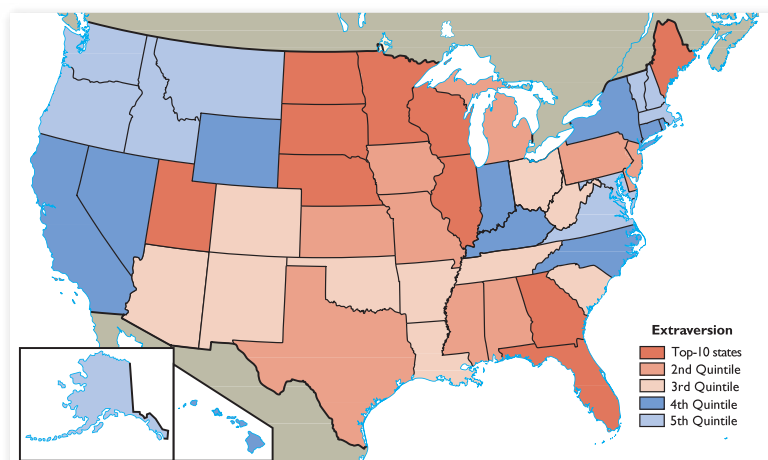 Extraversion
Top-10 states
2nd Quintile
3rd Quintile
4th Quintile
5th Quintile